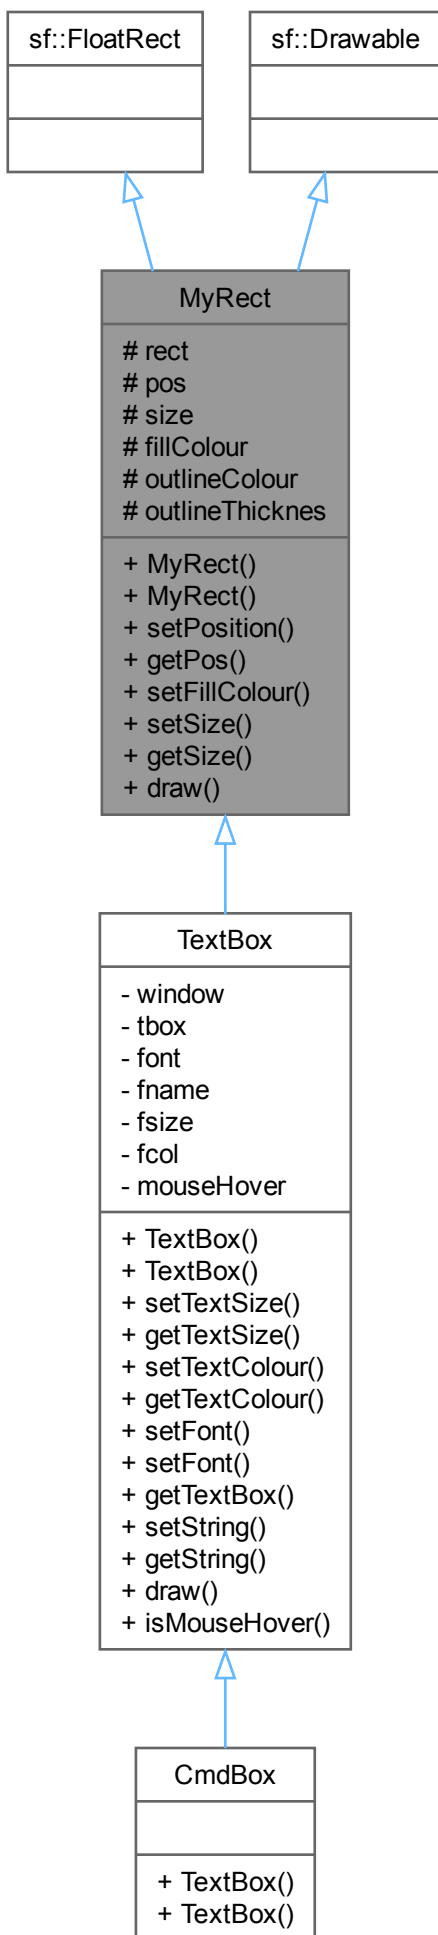 sf::FloatRect
sf::Drawable
MyRect
# rect
# pos
# size
# fillColour
# outlineColour
# outlineThicknes
+ MyRect()
+ MyRect()
+ setPosition()
+ getPos()
+ setFillColour()
+ setSize()
+ getSize()
+ draw()
TextBox
- window
- tbox
- font
- fname
- fsize
- fcol
- mouseHover
+ TextBox()
+ TextBox()
+ setTextSize()
+ getTextSize()
+ setTextColour()
+ getTextColour()
+ setFont()
+ setFont()
+ getTextBox()
+ setString()
+ getString()
+ draw()
+ isMouseHover()
CmdBox
+ TextBox()
+ TextBox()